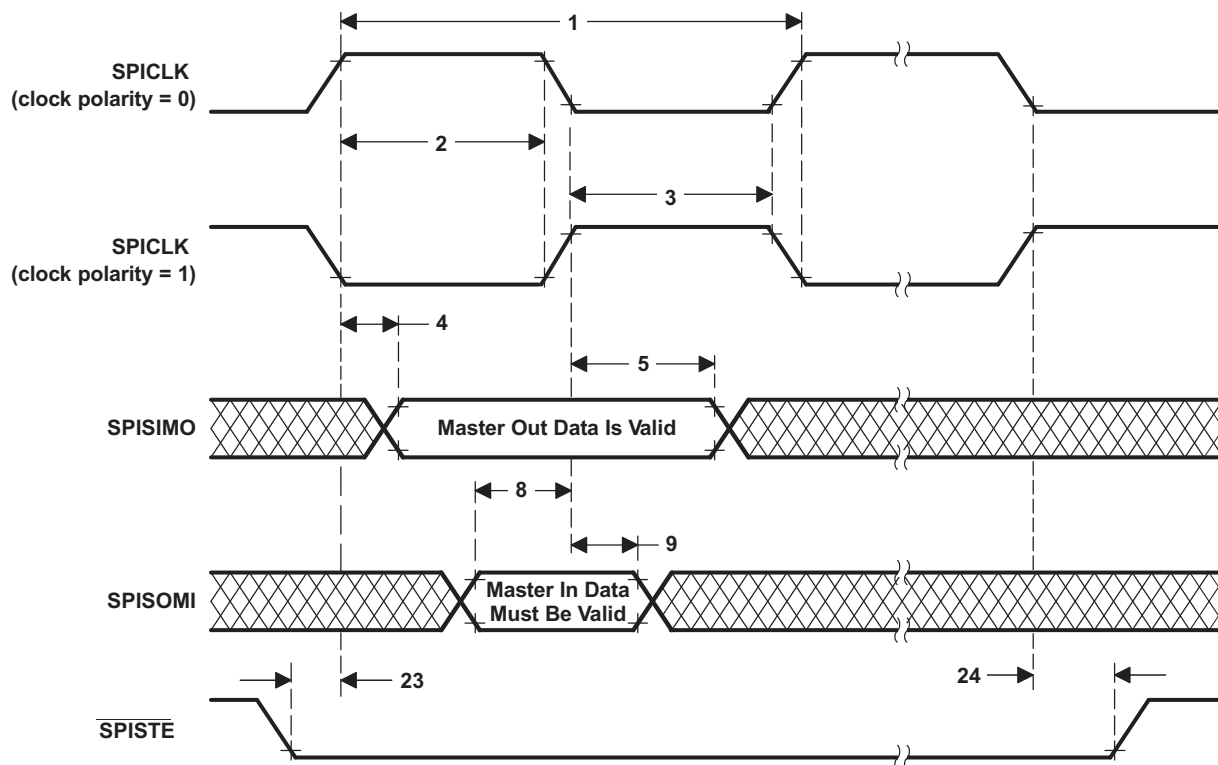 1
SPICLK
(clock polarity = 0)
2
3
SPICLK
(clock polarity = 1)
4
5
SPISIMO
Master Out Data Is Valid
8
9
SPISOMI
Master In Data
Must Be Valid
23
24
SPISTE